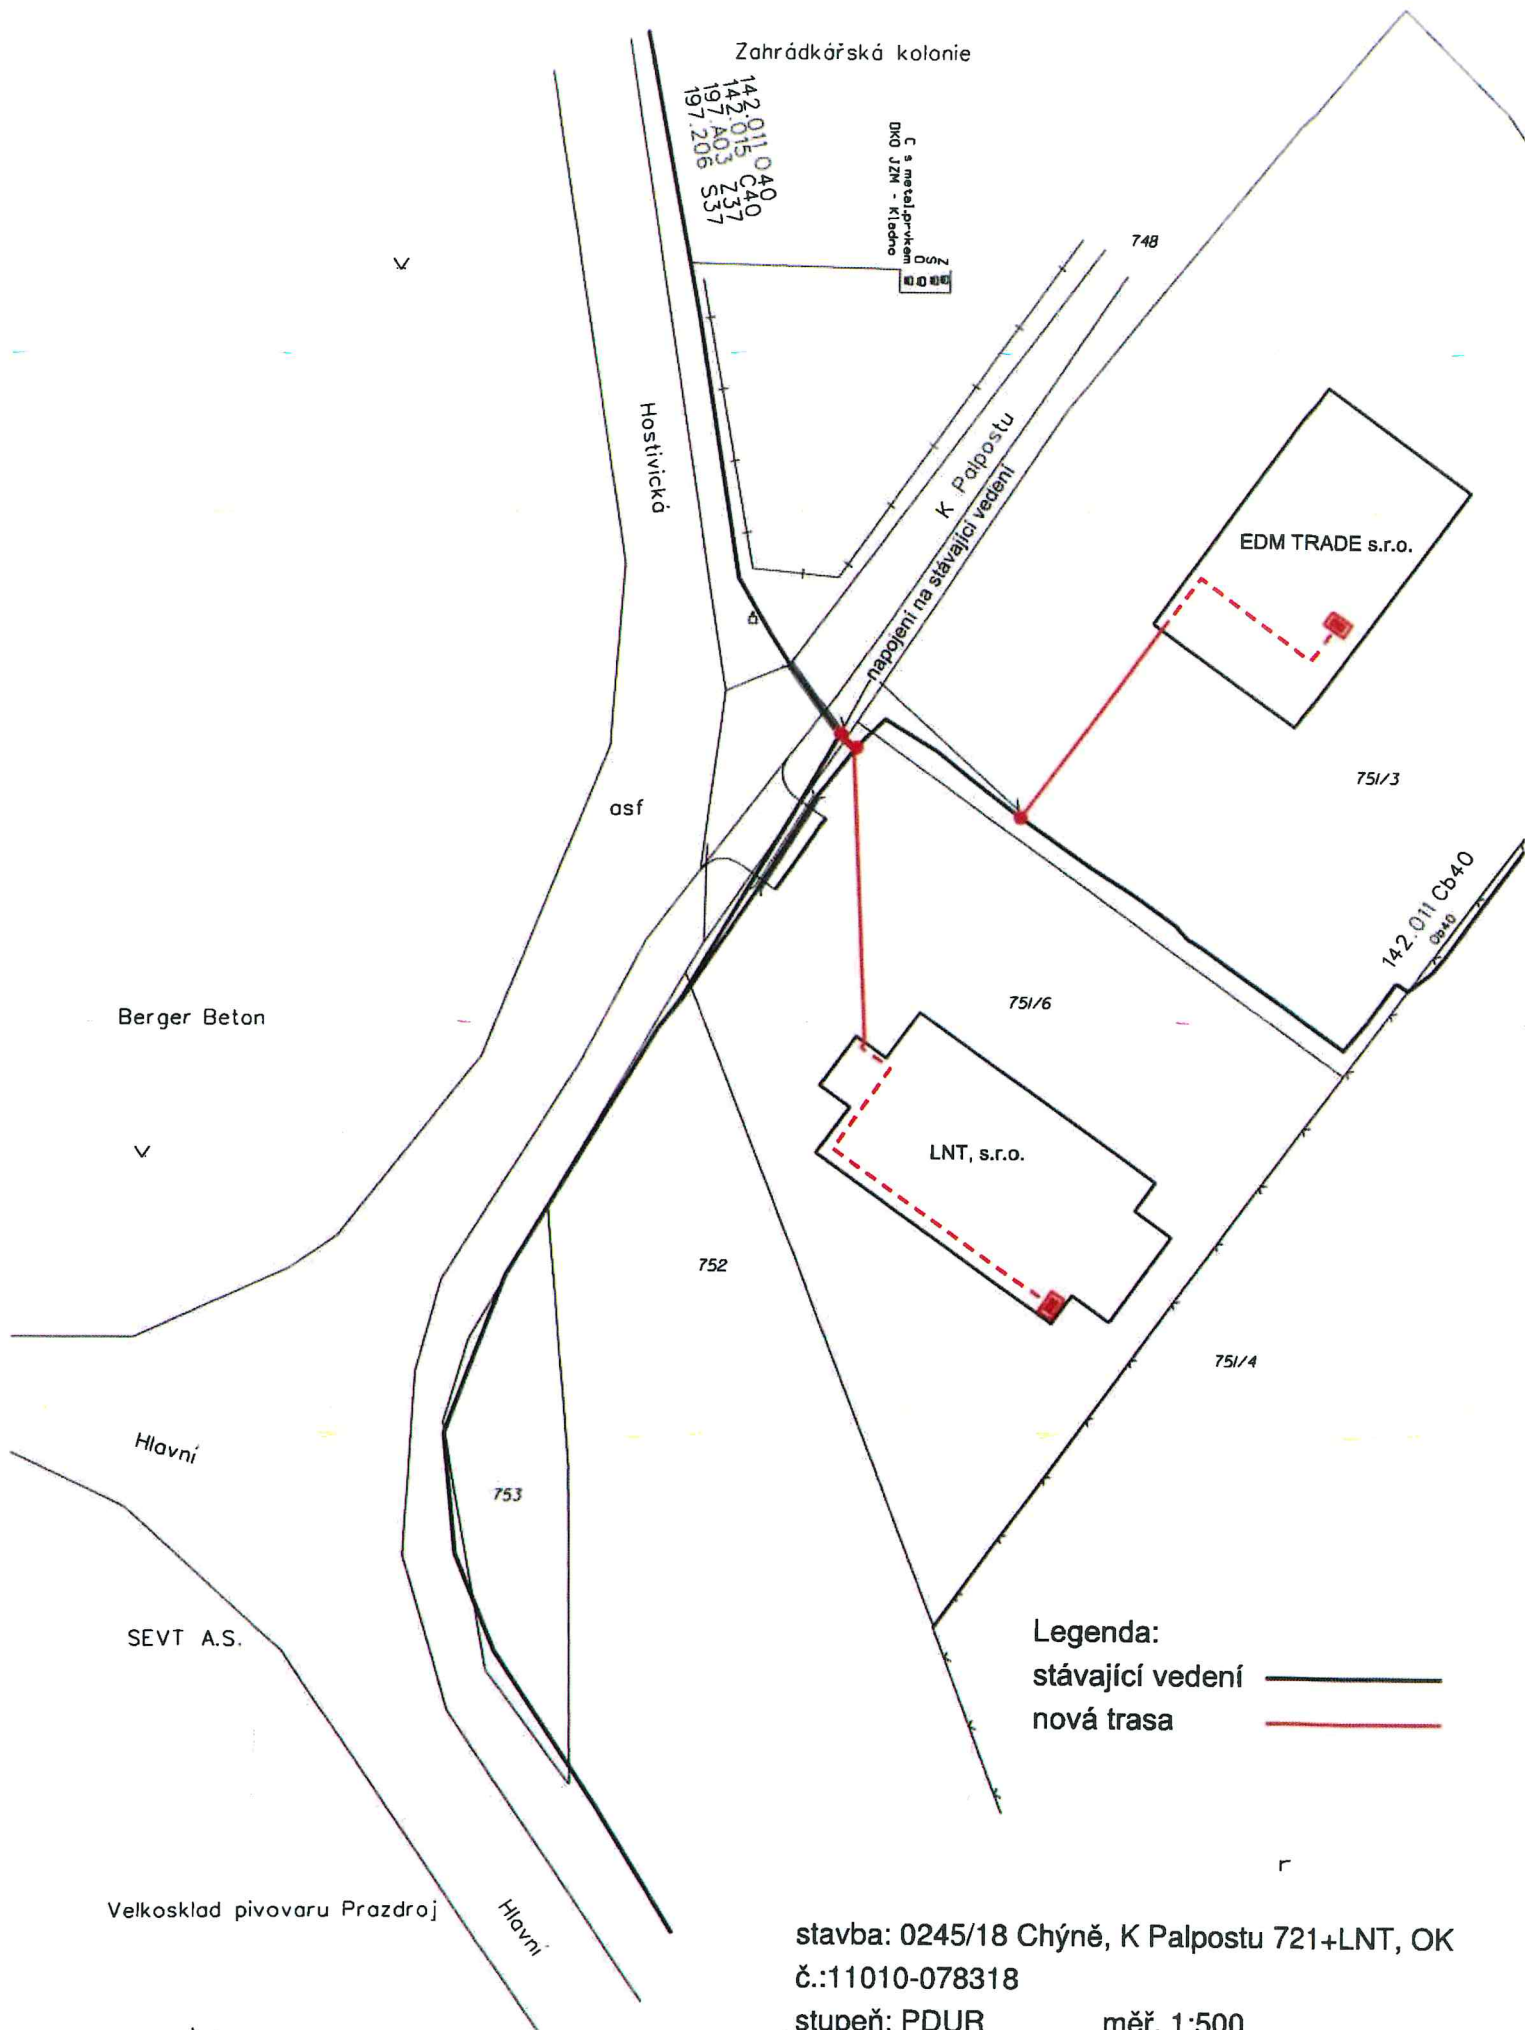 Zahrádkářská kolonie
142.011 O40
142.015 C40
197.A03 Z37
197.206 S37
C s metal.prvkem
DKO JZM - Kladno
O
S
Z
748
Hostivická
K Palpostu
napojení na stávající vedení
EDM TRADE s.r.o.
asf
751/3
142.011 Cb40
Ob40
Berger Beton
751/6
LNT, s.r.o.
752
751/4
Hlavní
753
SEVT A.S.
Legenda:
stávající vedení
nová trasa
r
Velkosklad pivovaru Prazdroj
Hlavní
stavba: 0245/18 Chýně, K Palpostu 721+LNT, OK
č.:11010-078318
stupeň: PDUR měř. 1:500